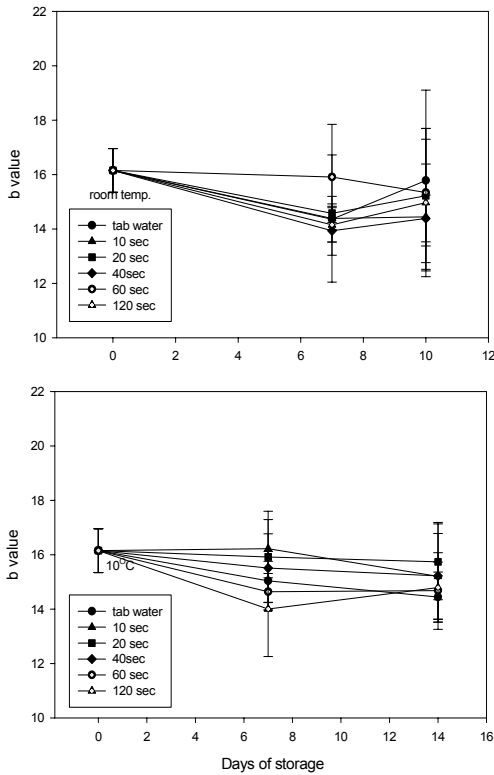 22
20
18
16
14
12
10
b value
room temp.
tab water
10 sec
20 sec
40sec
60 sec
120 sec
0 2 4 6 8 10 12
22
20
18
16
14
12
10
b value
10°C
tab water
10 sec
20 sec
40sec
60 sec
120 sec
0 2 4 6 8 10 12 14 16
Days of storage